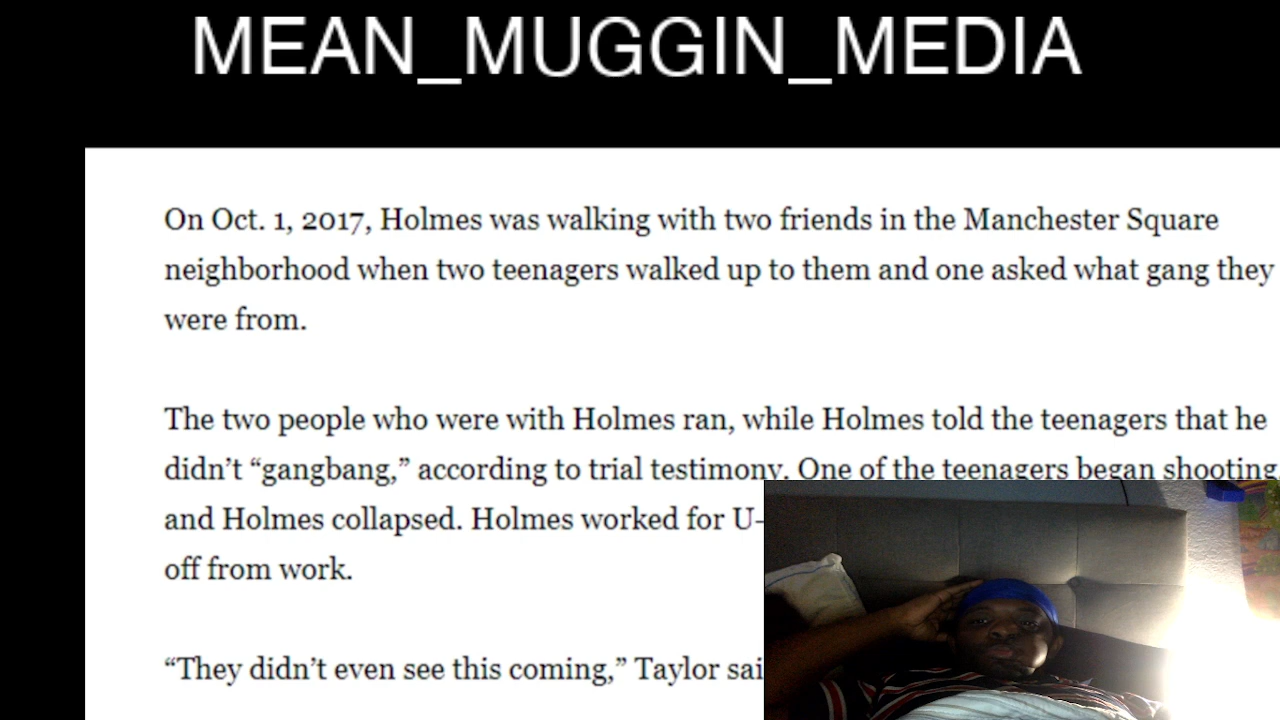 MEAN_MUGGIN_MEDIA
On Oct. 1, 2017, Holmes was walking with two friends in the Manchester Square
neighborhood when two teenagers walked up to them and one asked what gang they
were from.
The two people who were with Holmes ran, while Holmes told the teenagers that he
didn’t “gangbang,” according to trial testimony. One of the teenagers began shooting,
and Holmes collapsed. Holmes worked for U-
off from work.
“They didn’t even see this coming,” Taylor sai